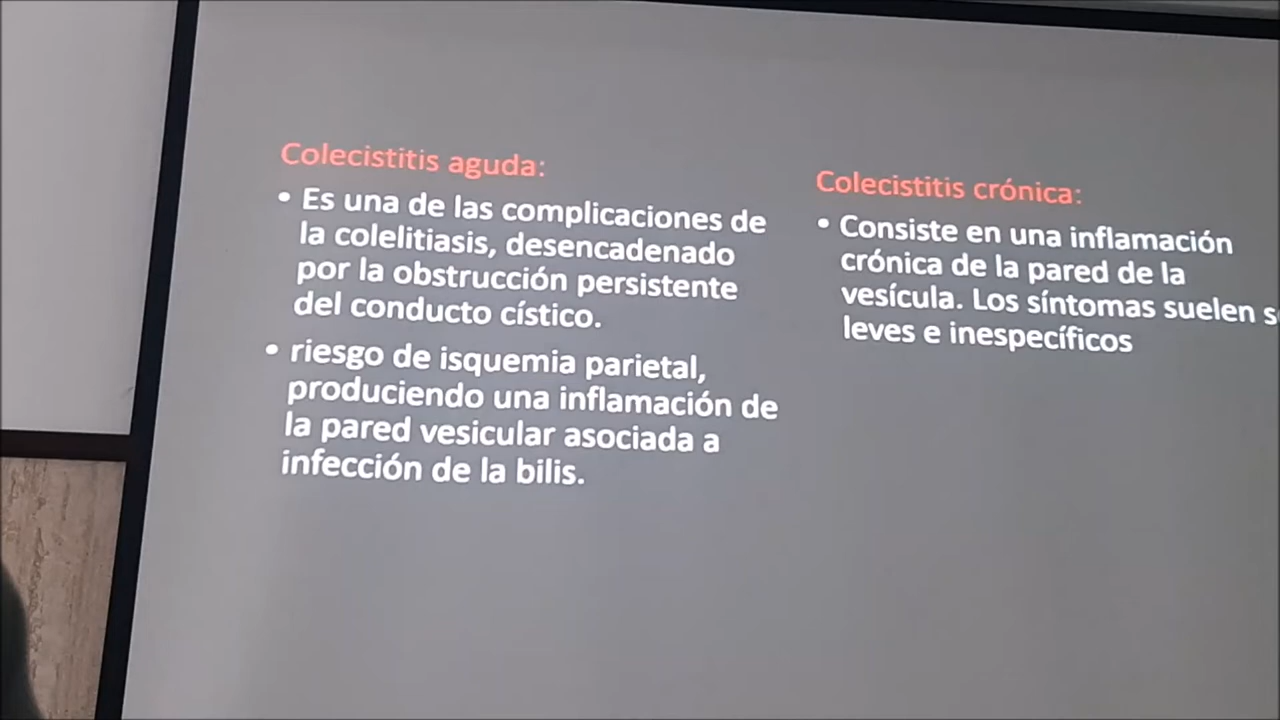 Colecistitis aguda:
• Es una de las complicaciones de
la colelitiasis, desencadenado
por la obstrucción persistente
del conducto cístico.
• riesgo de isquemia parietal,
produciendo una inflamación de
la pared vesicular asociada a
infección de la bilis.
Colecistitis crónica:
• Consiste en una inflamación
crónica de la pared de la
vesícula. Los síntomas suelen
leves e inespecíficos